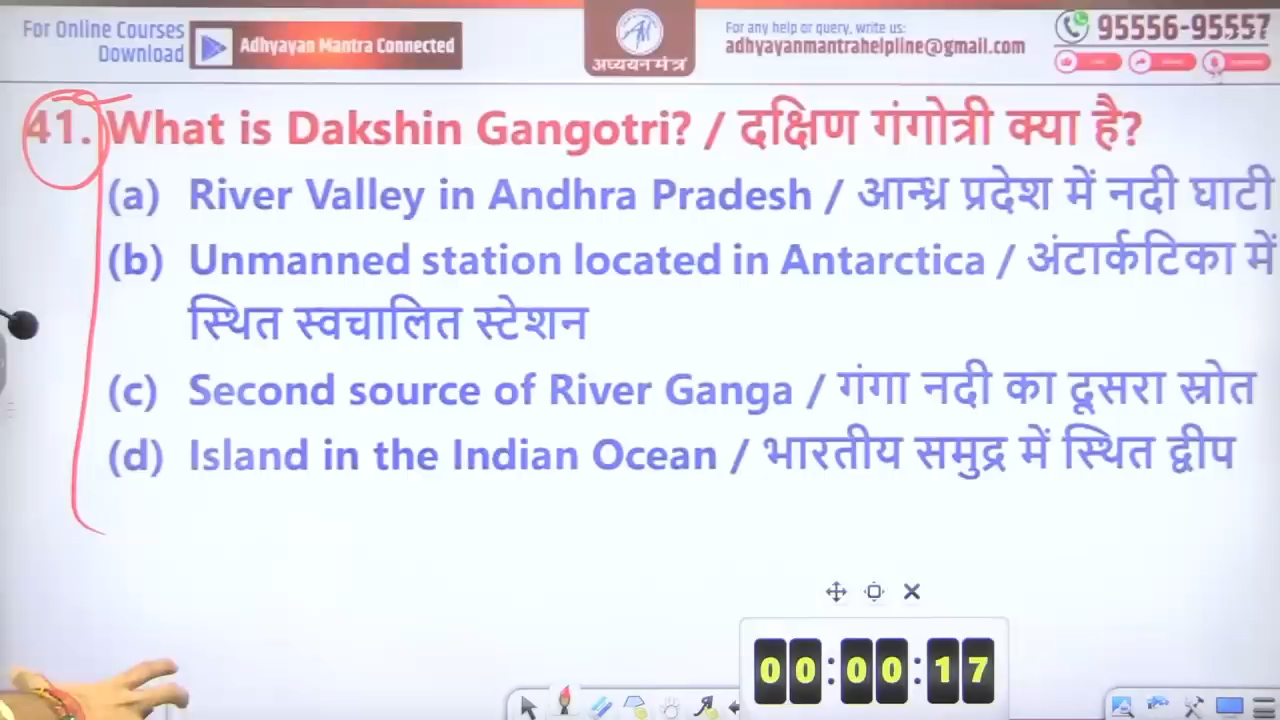 For Online Courses
Download
Adhyayan Mantra Connected
अध्ययन मंत्र
For any help or query, write us:
adhyayanmantrahelpline@gmail.com
95556-95557
41. What is Dakshin Gangotri? / दक्षिण गंगोत्री क्या है?
(a) River Valley in Andhra Pradesh / आन्ध्र प्रदेश में नदी घाटी
(b) Unmanned station located in Antarctica / अंटार्कटिका में
स्थित स्वचालित स्टेशन
(c) Second source of River Ganga / गंगा नदी का दूसरा स्रोत
(d) Island in the Indian Ocean / भारतीय समुद्र में स्थित द्वीप
00:00:17